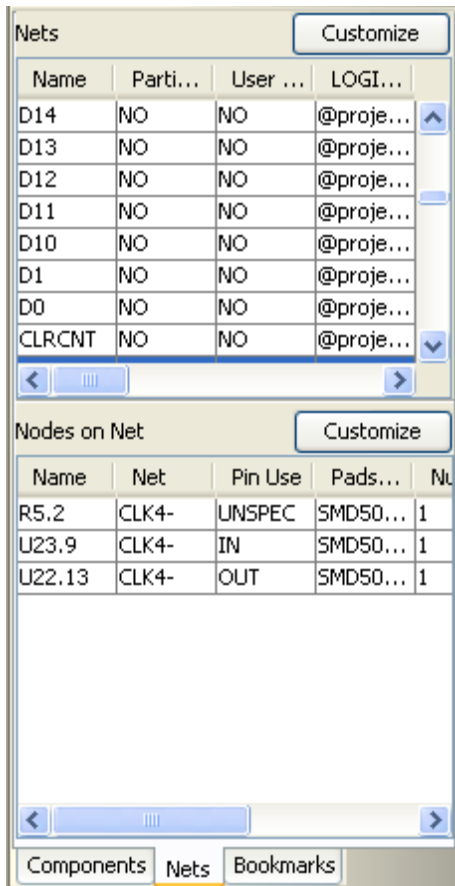 Nets Customize
Name Parti... User ... LOGI...
D14 NO NO @proje...
D13 NO NO @proje...
D12 NO NO @proje...
D11 NO NO @proje...
D10 NO NO @proje...
D1 NO NO @proje...
D0 NO NO @proje...
CLRCNT NO NO @proje...
Nodes on Net Customize
Name Net Pin Use Pads... Nu
R5.2 CLK4- UNSPEC SMD50... 1
U23.9 CLK4- IN SMD50... 1
U22.13 CLK4- OUT SMD50... 1
Components Nets Bookmarks